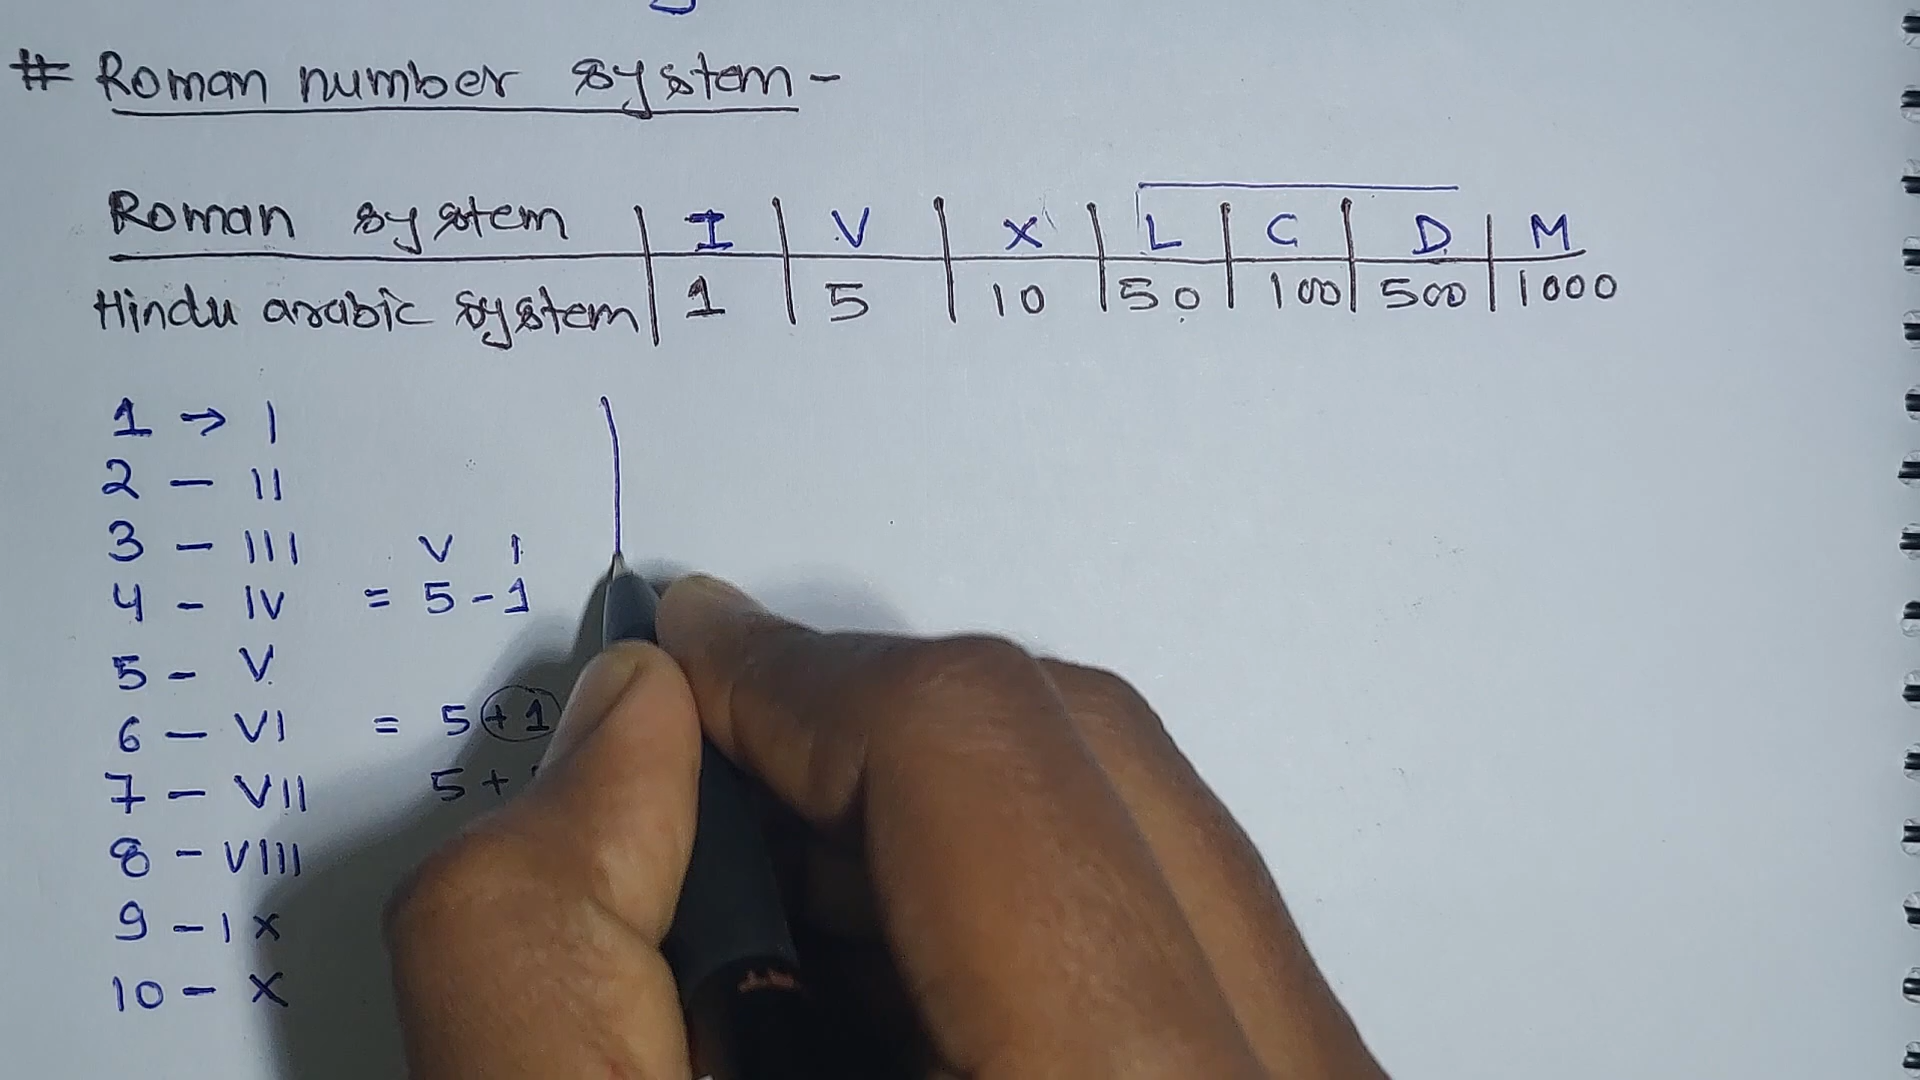 # Roman number system -
Roman system | I | V | X | L | C | D | M
Hindu arabic system | 1 | 5 | 10 | 50 | 100 | 500 | 1000
1 → I
2 - II
3 - III
V I
4 - IV = 5 - 1
5 - V
6 - VI = 5 + 1
7 - VII 5 +
8 - VIII
9 - IX
10 - X